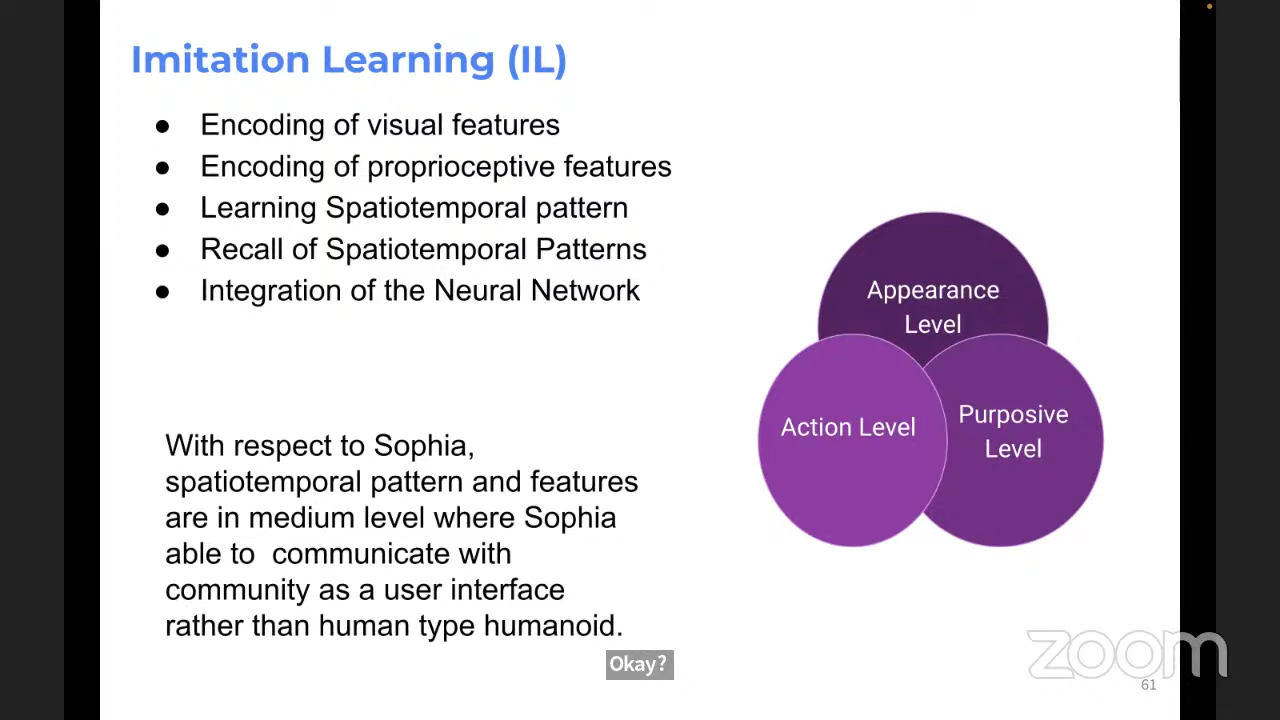 Imitation Learning (IL)
● Encoding of visual features
● Encoding of proprioceptive features
● Learning Spatiotemporal pattern
● Recall of Spatiotemporal Patterns
● Integration of the Neural Network
Appearance
Level
Action Level
Purposive
Level
With respect to Sophia,
spatiotemporal pattern and features
are in medium level where Sophia
able to  communicate with
community as a user interface
rather than human type humanoid.
Okay?
zoom
61